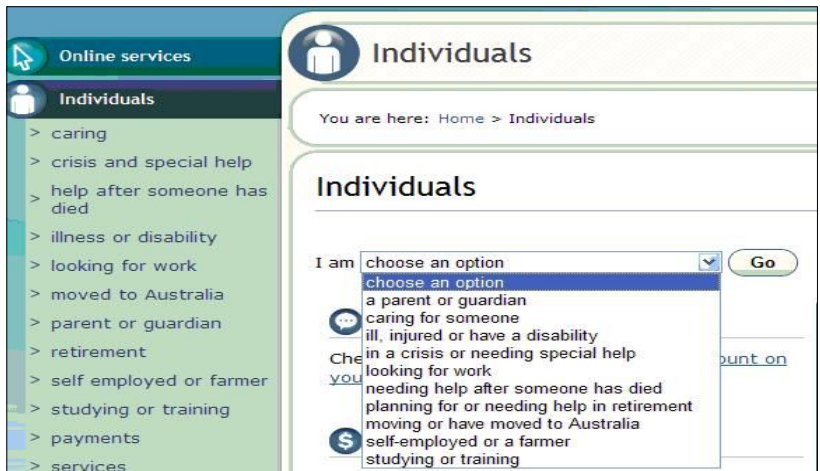 Online services
Individuals
> caring
> crisis and special help
> help after someone has
died
> illness or disability
> looking for work
> moved to Australia
> parent or guardian
> retirement
> self employed or farmer
> studying or training
> payments
> services
Individuals
You are here: Home > Individuals
Individuals
I am choose an option Go
choose an option
a parent or guardian
caring for someone
ill, injured or have a disability
in a crisis or needing special help
looking for work
needing help after someone has died
planning for or needing help in retirement
moving or have moved to Australia
self-employed or a farmer
studying or training
on
$